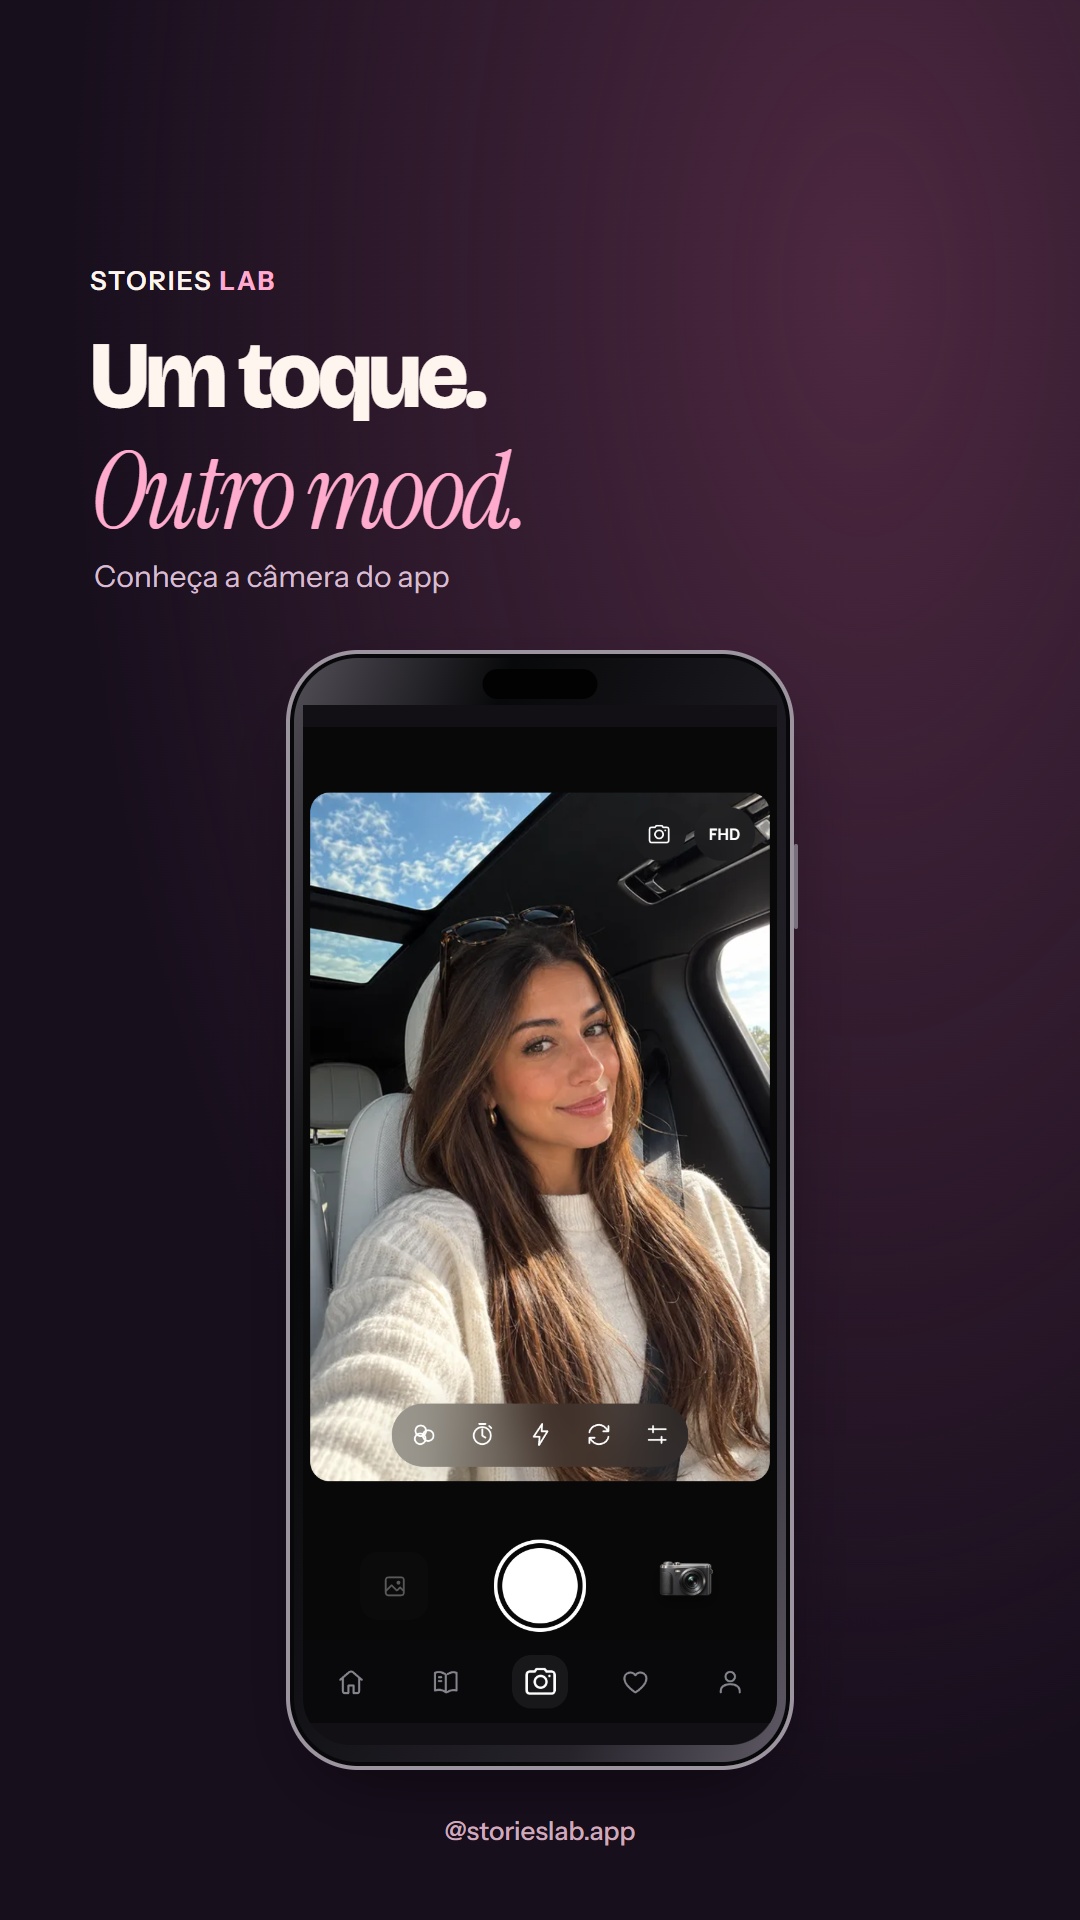 STORIES LAB
Um toque.
Outro mood.
Conheça a câmera do app
FHD
@storieslab.app